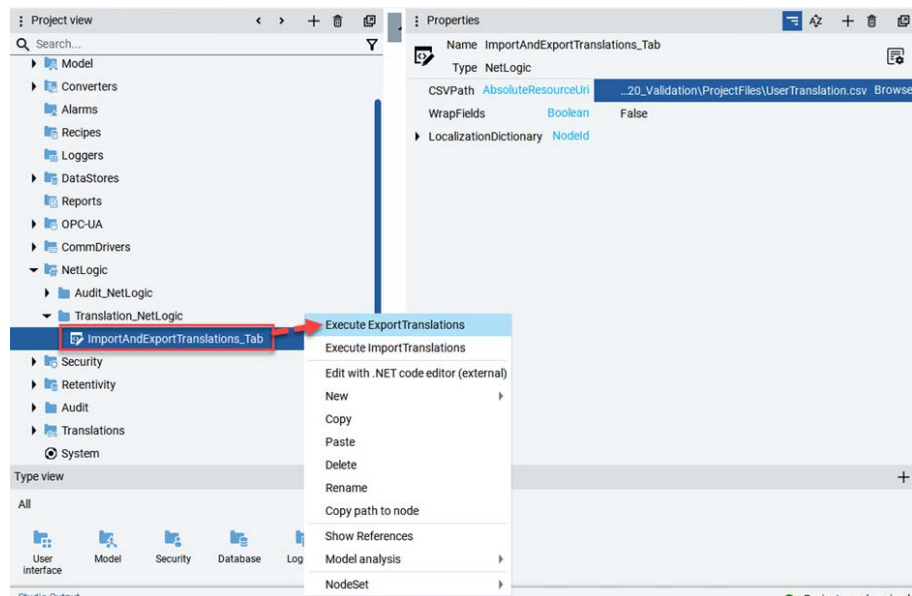 Project view
Search...
Model
Converters
Alarms
Recipes
Loggers
DataStores
Reports
OPC-UA
CommDrivers
NetLogic
Audit_NetLogic
Translation_NetLogic
ImportAndExportTranslations_Tab
Security
Retentivity
Audit
Translations
System
Execute ExportTranslations
Execute ImportTranslations
Edit with .NET code editor (external)
New
Copy
Paste
Delete
Rename
Copy path to node
Show References
Model analysis
NodeSet
Properties
Name ImportAndExportTranslations_Tab
Type NetLogic
CSVPath AbsoluteResourceUri ...20_Validation\ProjectFiles\UserTranslation.csv Browse
WrapFields Boolean False
LocalizationDictionary NodeId
Type view
All
User interface
Model
Security
Database
Log